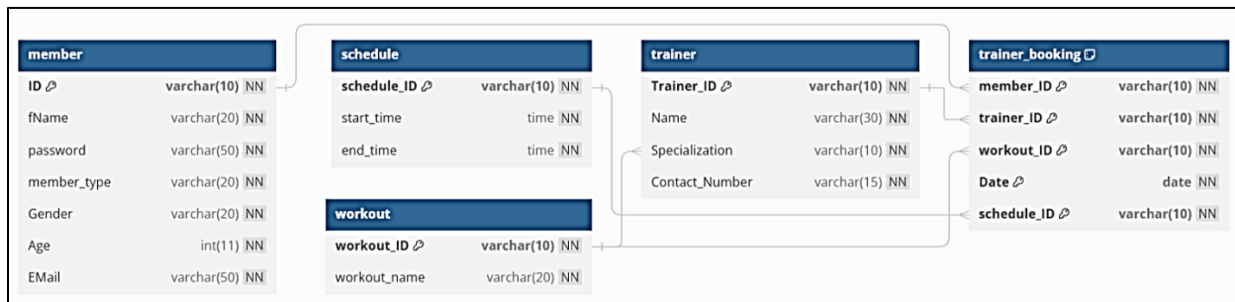 member
ID varchar(10) NN
fName varchar(20) NN
password varchar(50) NN
member_type varchar(20) NN
Gender varchar(20) NN
Age int(11) NN
EMail varchar(50) NN
schedule
schedule_ID varchar(10) NN
start_time time NN
end_time time NN
workout
workout_ID varchar(10) NN
workout_name varchar(20) NN
trainer
Trainer_ID varchar(10) NN
Name varchar(30) NN
Specialization varchar(10) NN
Contact_Number varchar(15) NN
trainer_booking
member_ID varchar(10) NN
trainer_ID varchar(10) NN
workout_ID varchar(10) NN
Date date NN
schedule_ID varchar(10) NN